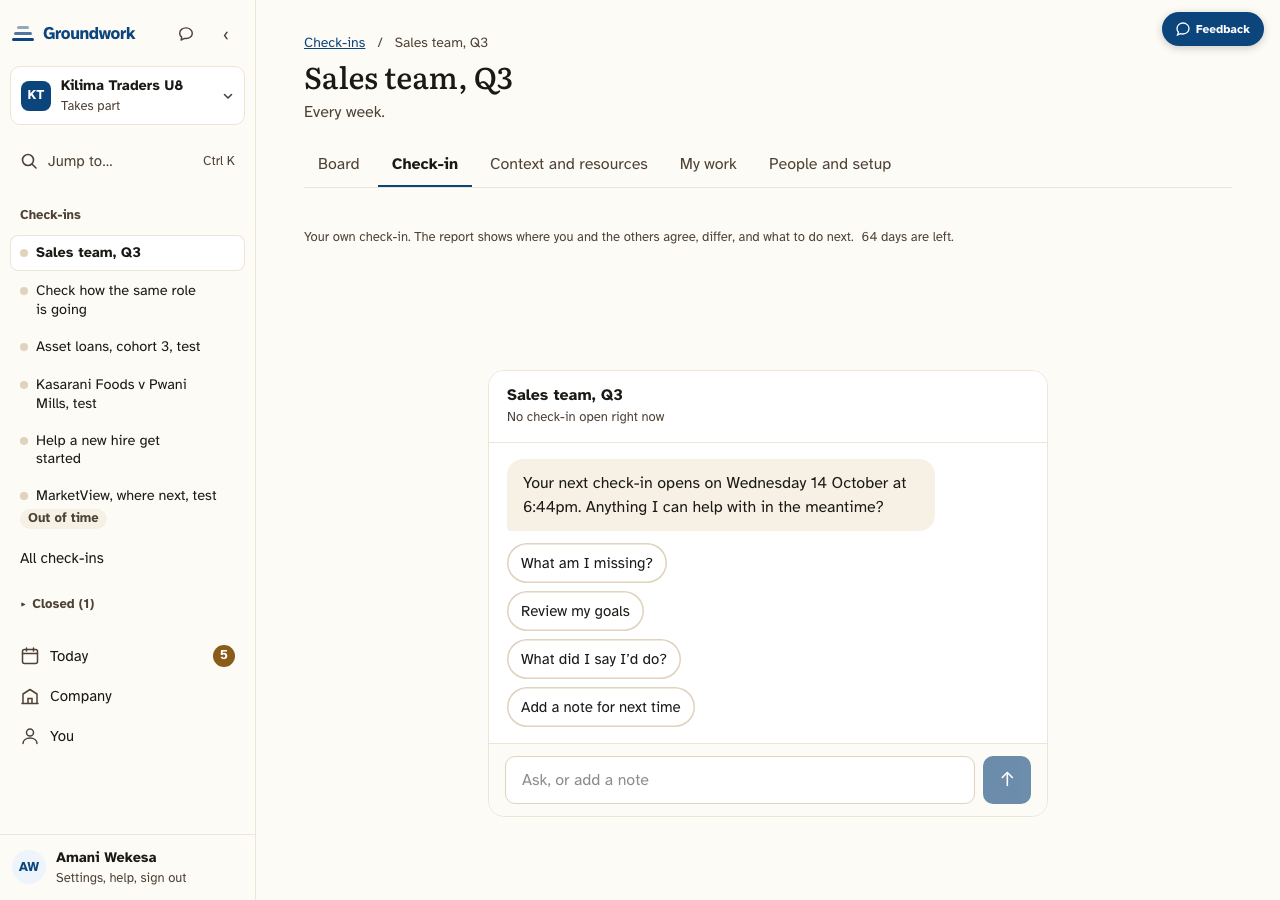 Groundwork
Feedback
KT
Kilima Traders U8
Takes part
Jump to...
Ctrl K
Check-ins
Sales team, Q3
Check how the same role
is going
Asset loans, cohort 3, test
Kasarani Foods v Pwani
Mills, test
Help a new hire get
started
MarketView, where next, test
Out of time
All check-ins
Closed (1)
Today
5
Company
You
AW
Amani Wekesa
Settings, help, sign out
Check-ins / Sales team, Q3
Sales team, Q3
Every week.
Board
Check-in
Context and resources
My work
People and setup
Your own check-in. The report shows where you and the others agree, differ, and what to do next. 64 days are left.
Sales team, Q3
No check-in open right now
Your next check-in opens on Wednesday 14 October at
6:44pm. Anything I can help with in the meantime?
What am I missing?
Review my goals
What did I say I'd do?
Add a note for next time
Ask, or add a note